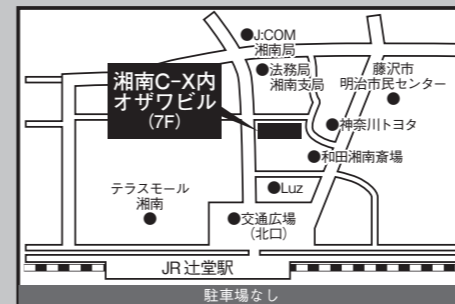 ●J:COM
湘南局
●法務局
湘南支局
藤沢市
明治市民センター
●
湘南C-X内
オザワビル
(7F)
●神奈川トヨタ
●和田湘南斎場
●Luz
テラスモール
湘南
●
●交通広場
(北口)
JR辻堂駅
駐車場なし